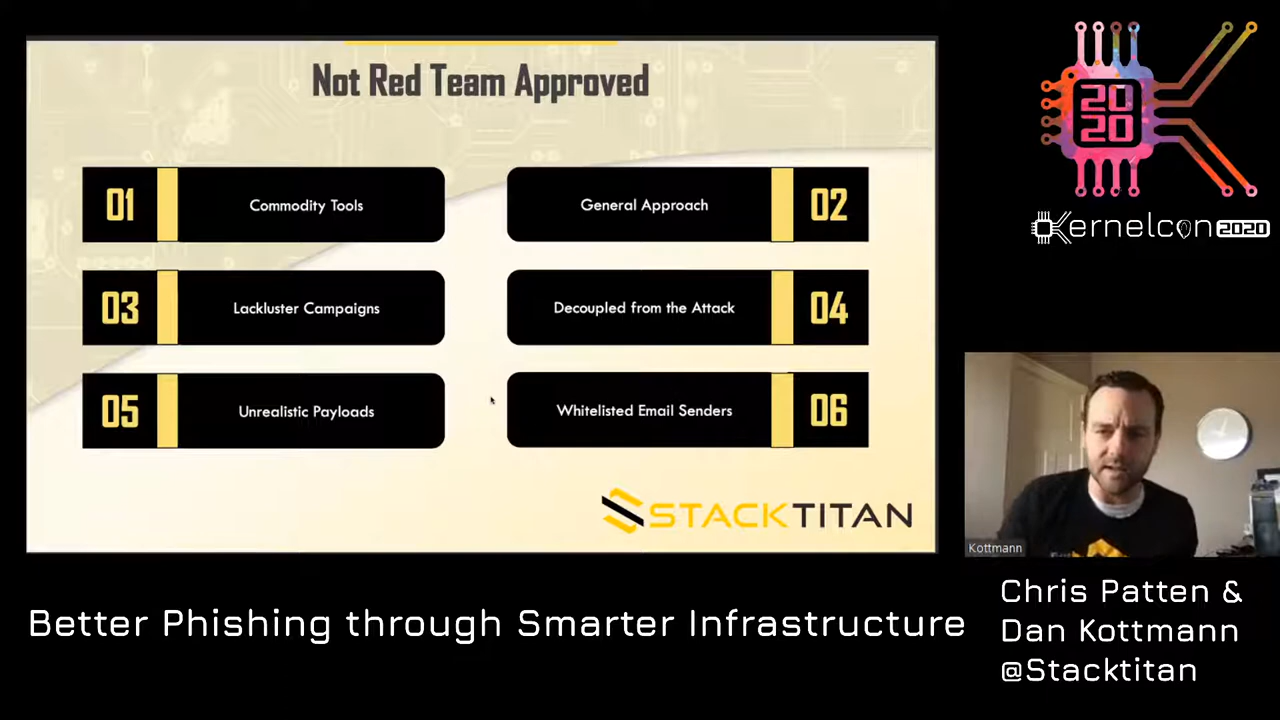 Not Red Team Approved
01
Commodity Tools
General Approach
02
03
Lackluster Campaigns
Decoupled from the Attack
04
05
Unrealistic Payloads
Whitelisted Email Senders
06
STACKTITAN
20
20
Kernelcon 2020
Kottmann
Better Phishing through Smarter Infrastructure
Chris Patten &
Dan Kottmann
@Stacktitan